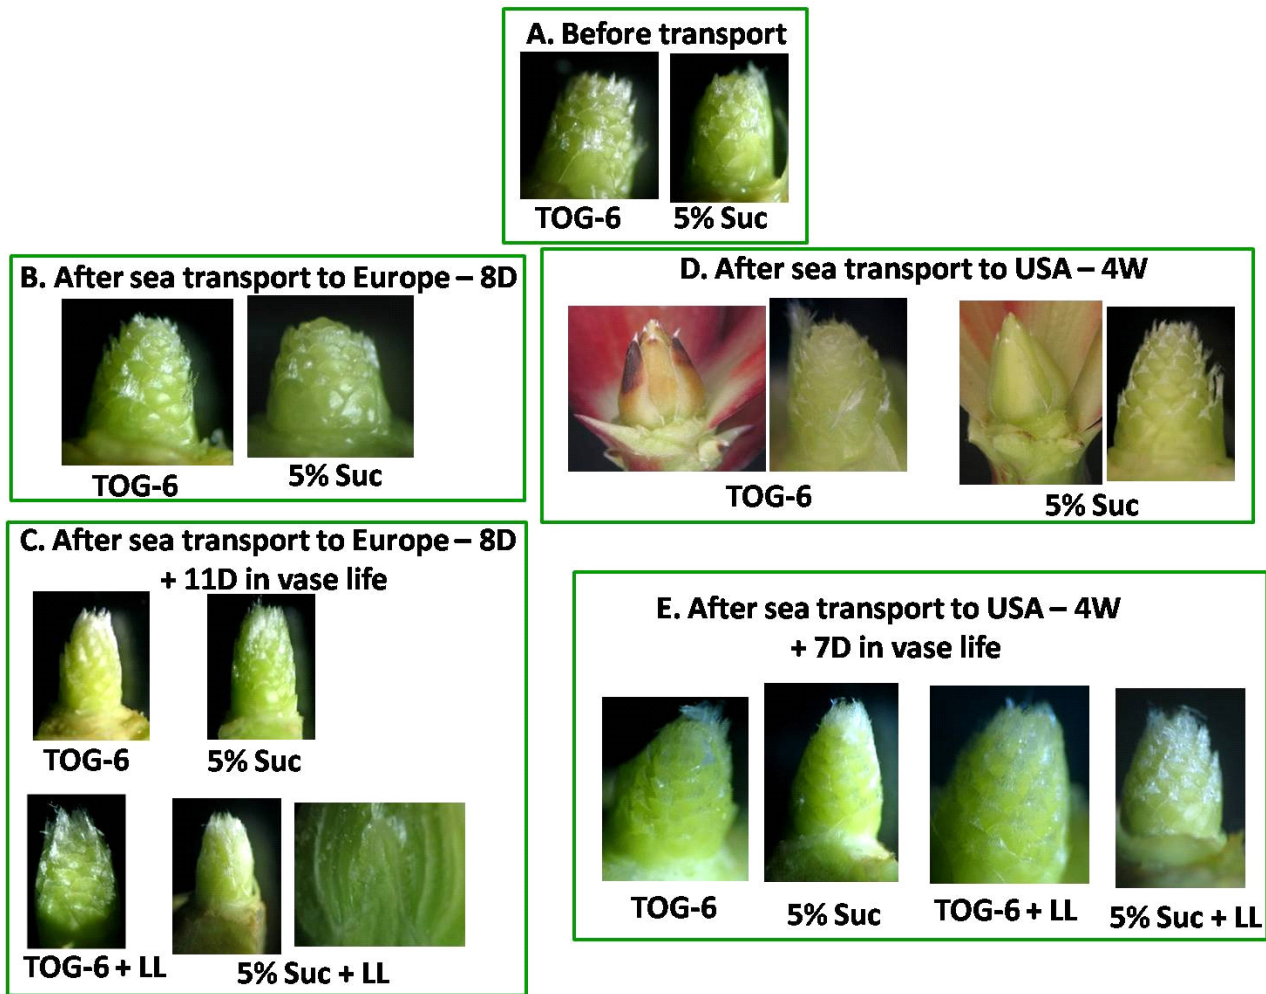 A. Before transport
TOG-6
5% Suc
B. After sea transport to Europe – 8D
TOG-6
5% Suc
D. After sea transport to USA – 4W
TOG-6
5% Suc
C. After sea transport to Europe – 8D
+ 11D in vase life
TOG-6
5% Suc
TOG-6 + LL
5% Suc + LL
E. After sea transport to USA – 4W
+ 7D in vase life
TOG-6
5% Suc
TOG-6 + LL
5% Suc + LL